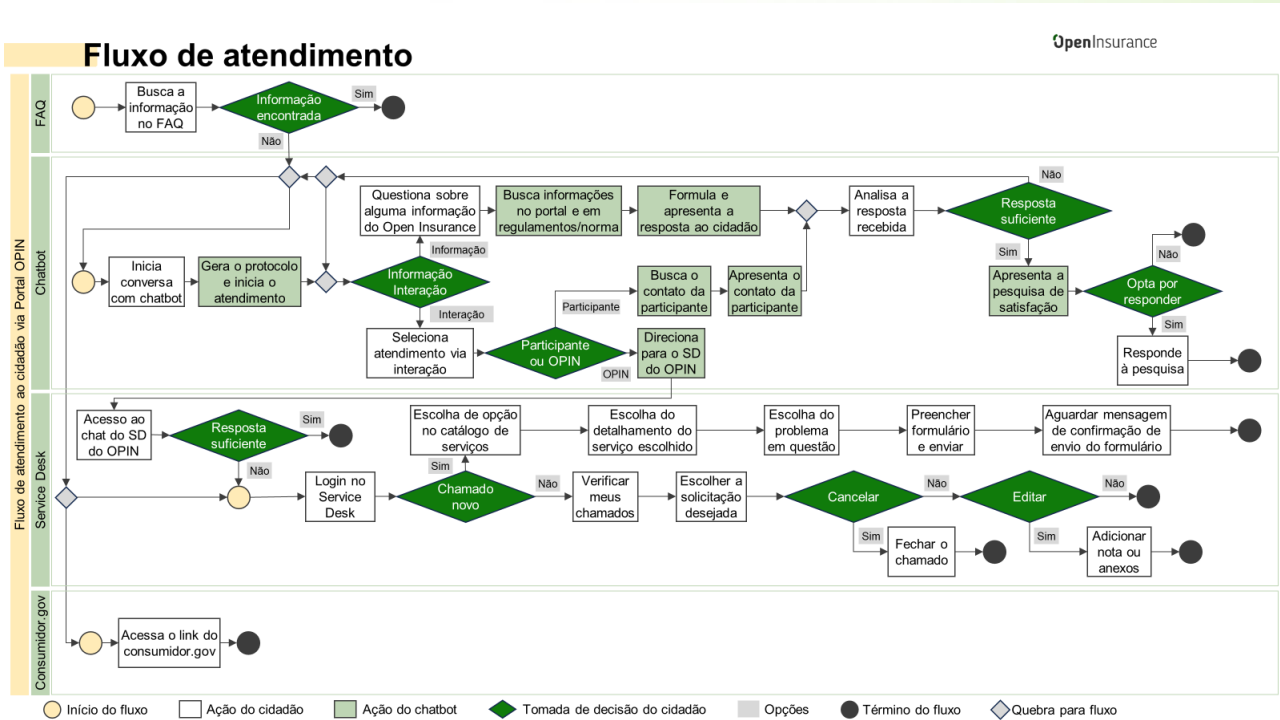 Fluxo de atendimento
OpenInsurance
Fluxo de atendimento ao cidadão via Portal OPIN
FAQ
Busca a
informação
no FAQ
Informação
encontrada
Sim
Não
Chatbot
Inicia
conversa
com chatbot
Gera o protocolo
e inicia o
atendimento
Informação
Interação
Informação
Questiona sobre
alguma informação
do Open Insurance
Busca informações
no portal e em
regulamentos/norma
Formula e
apresenta a
resposta ao cidadão
Analisa a
resposta
recebida
Resposta
suficiente
Não
Sim
Apresenta a
pesquisa de
satisfação
Opta por
responder
Não
Sim
Responde
à pesquisa
Interação
Seleciona
atendimento via
interação
Participante
ou OPIN
Participante
Busca o
contato da
participante
Apresenta o
contato da
participante
OPIN
Direciona
para o SD
do OPIN
Service Desk
Acesso ao
chat do SD
do OPIN
Resposta
suficiente
Sim
Não
Login no
Service
Desk
Chamado
novo
Sim
Escolha de opção
no catálogo de
serviços
Escolha do
detalhamento do
serviço escolhido
Escolha do
problema
em questão
Preencher
formulário
e enviar
Aguardar mensagem
de confirmação de
envio do formulário
Não
Verificar
meus
chamados
Escolher a
solicitação
desejada
Cancelar
Não
Editar
Não
Sim
Fechar o
chamado
Sim
Adicionar
nota ou
anexos
Consumidor.gov
Acessa o link do
consumidor.gov
Início do fluxo
Ação do cidadão
Ação do chatbot
Tomada de decisão do cidadão
Opções
Término do fluxo
Quebra para fluxo